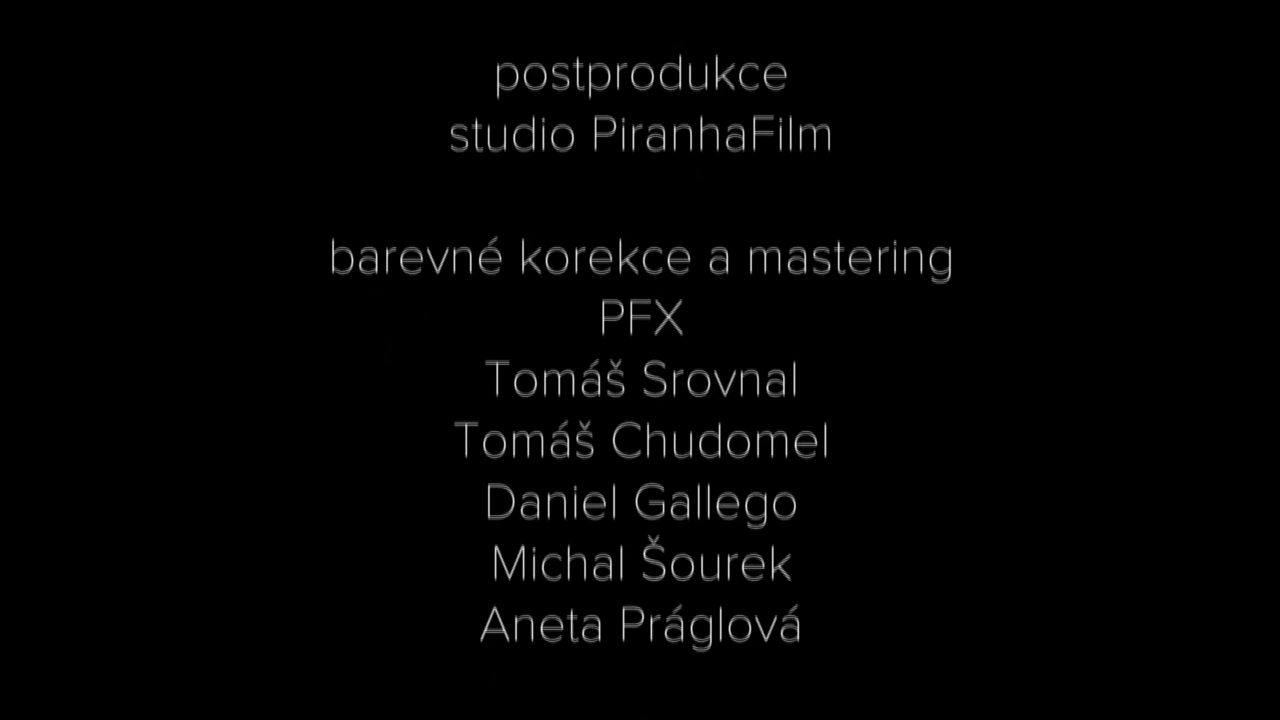 postprodukce
studio PiranhaFilm
barevné korekce a mastering
PFX
Tomáš Srovnal
Tomáš Chudomel
Daniel Gallego
Michal Šourek
Aneta Práglová